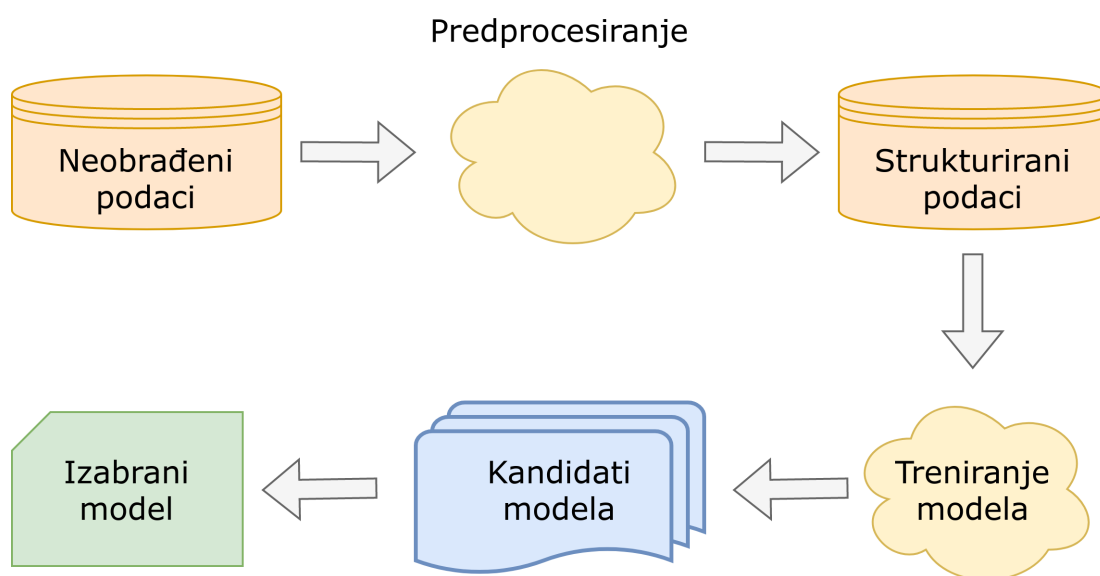 Predprocesiranje
Neobrađeni
podaci
Strukturirani
podaci
Treniranje
modela
Kandidati
modela
Izabrani
model